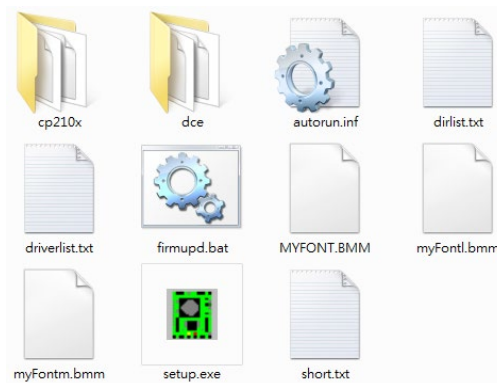 cp210x
dce
autorun.inf
dirlist.txt
driverlist.txt
firmupd.bat
MYFONT.BMM
myFontl.bmm
myFontm.bmm
setup.exe
short.txt